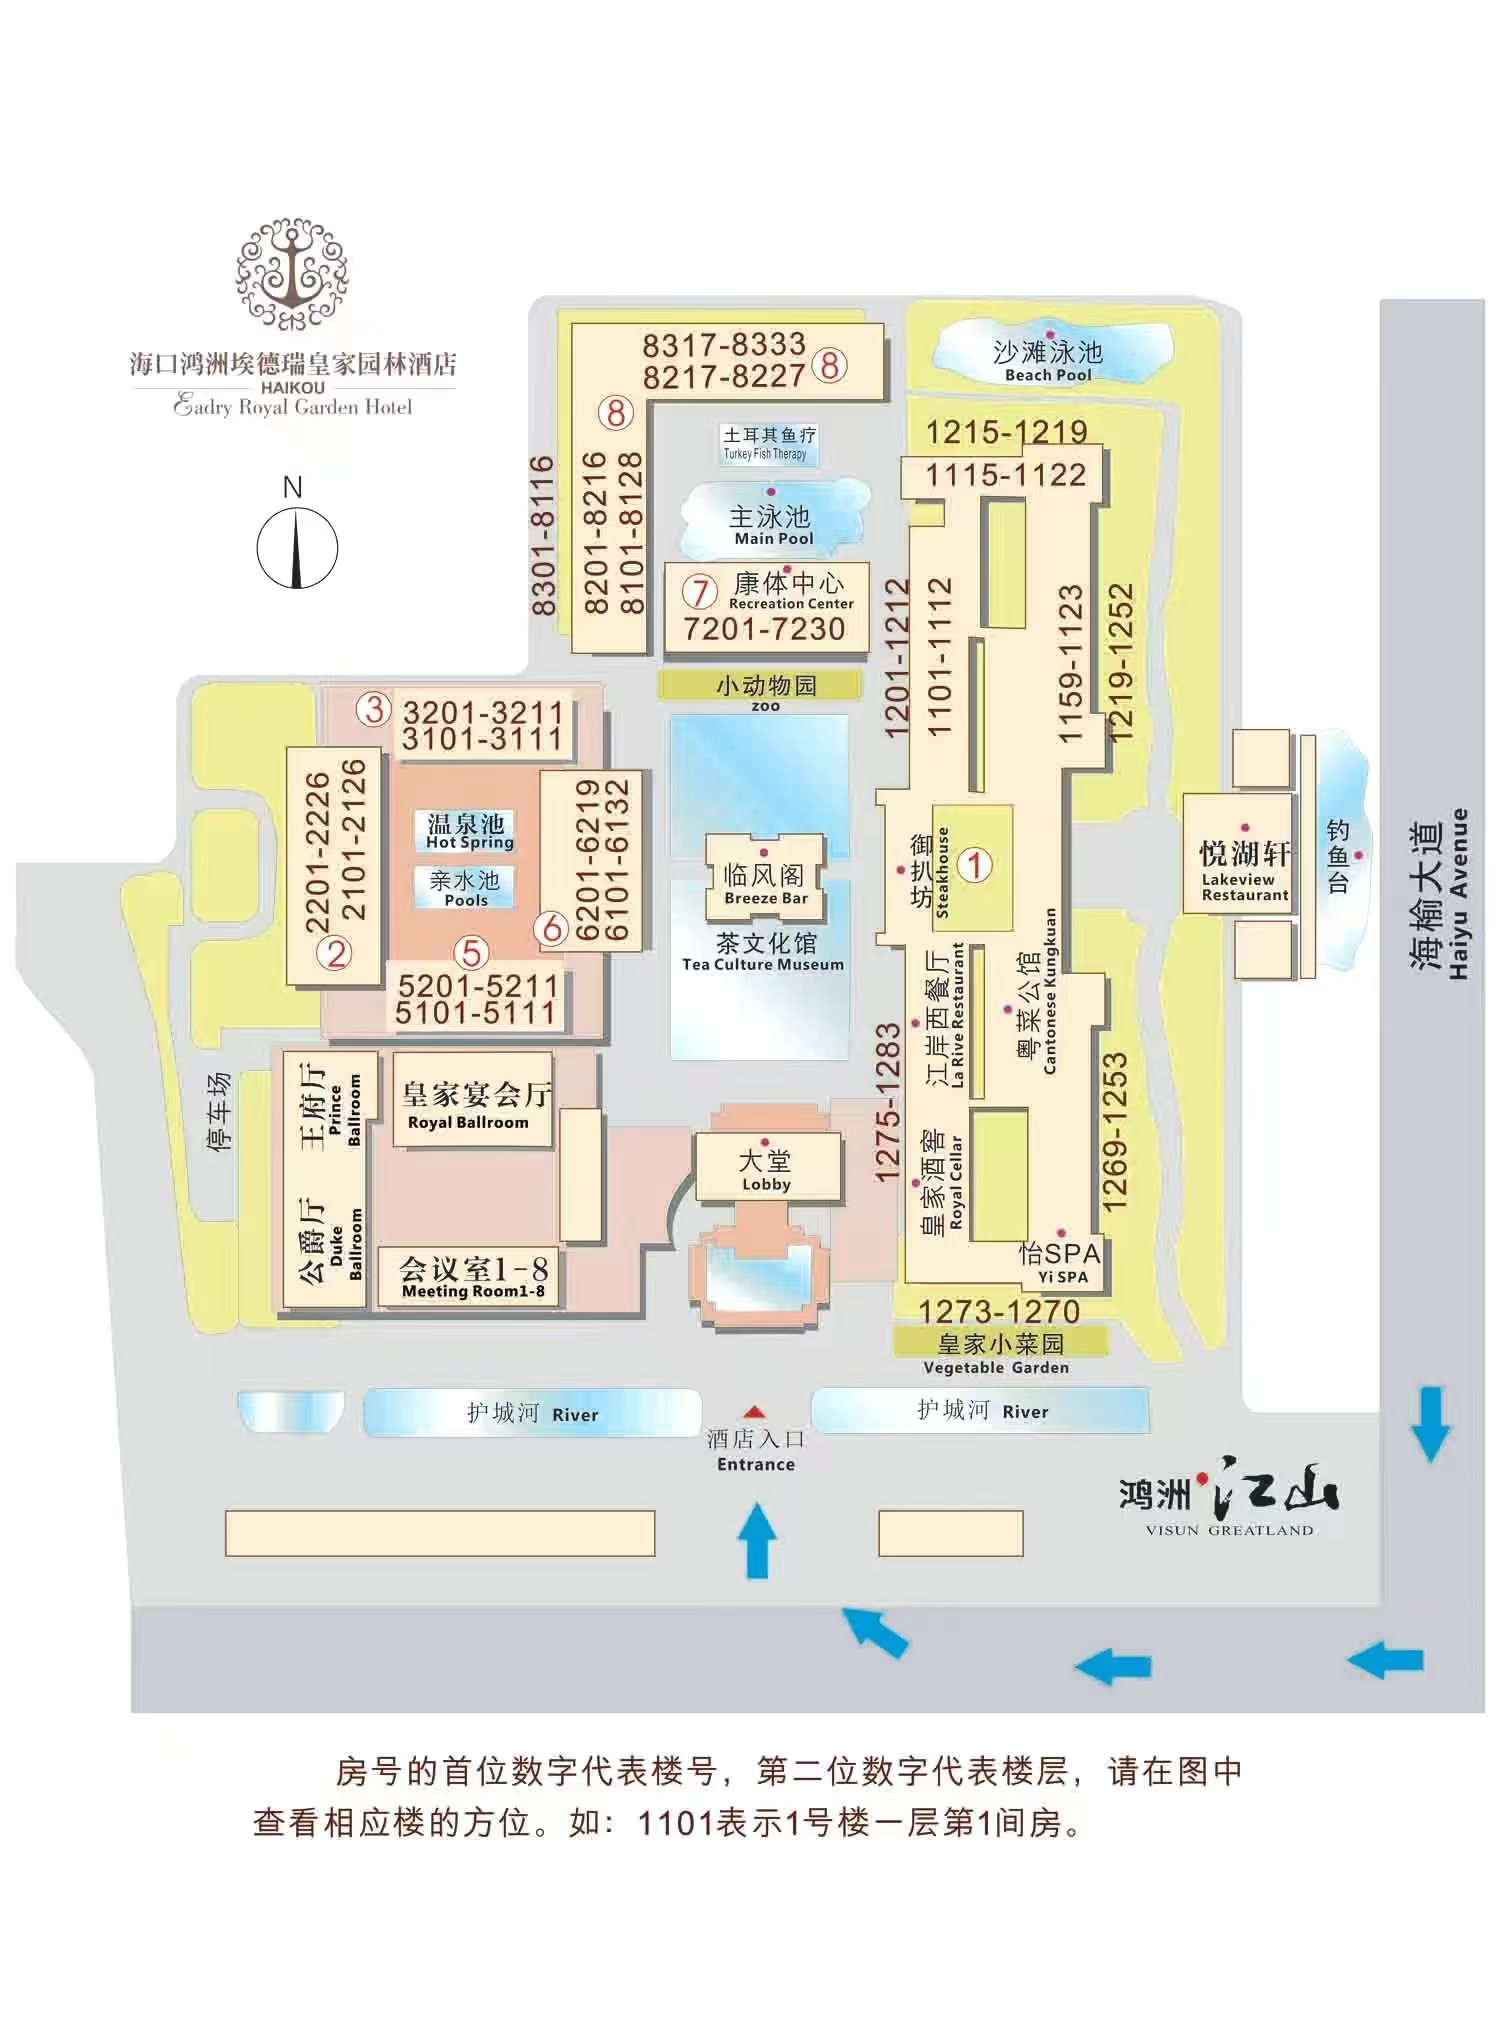 海口鸿洲埃德瑞皇家园林酒店
HAIKOU
Eadry Royal Garden Hotel
N
8317-8333
8217-8227
8
8
8301-8116
8201-8216
8101-8128
沙滩泳池
Beach Pool
土耳其鱼疗
Turkey Fish Therapy
主泳池
Main Pool
7
康体中心
Recreation Center
7201-7230
小动物园
zoo
1215-1219
1115-1122
1201-1212
1101-1112
1159-1123
1219-1252
3
3201-3211
3101-3111
2201-2226
2101-2126
2
温泉池
Hot Spring
亲水池
Pools
6201-6219
6101-6132
6
5
5201-5211
5101-5111
临风阁
Breeze Bar
茶文化馆
Tea Culture Museum
御扒坊
Steakhouse
1
悦湖轩
Lakeview
Restaurant
钓鱼台
海榆大道
Haiyu Avenue
江岸西餐厅
La Rive Restaurant
粤菜公馆
Cantonese Kungkuan
1275-1283
1269-1253
皇家酒窖
Royal Cellar
怡SPA
Yi SPA
1273-1270
皇家小菜园
Vegetable Garden
停车场
王府厅
Prince
Ballroom
皇家宴会厅
Royal Ballroom
公爵厅
Duke
Ballroom
会议室1-8
Meeting Room1-8
大堂
Lobby
护城河 River
护城河 River
酒店入口
Entrance
鸿洲·江山
VISUN GREATLAND
房号的首位数字代表楼号，第二位数字代表楼层，请在图中
查看相应楼的方位。如：1101表示1号楼一层第1间房。